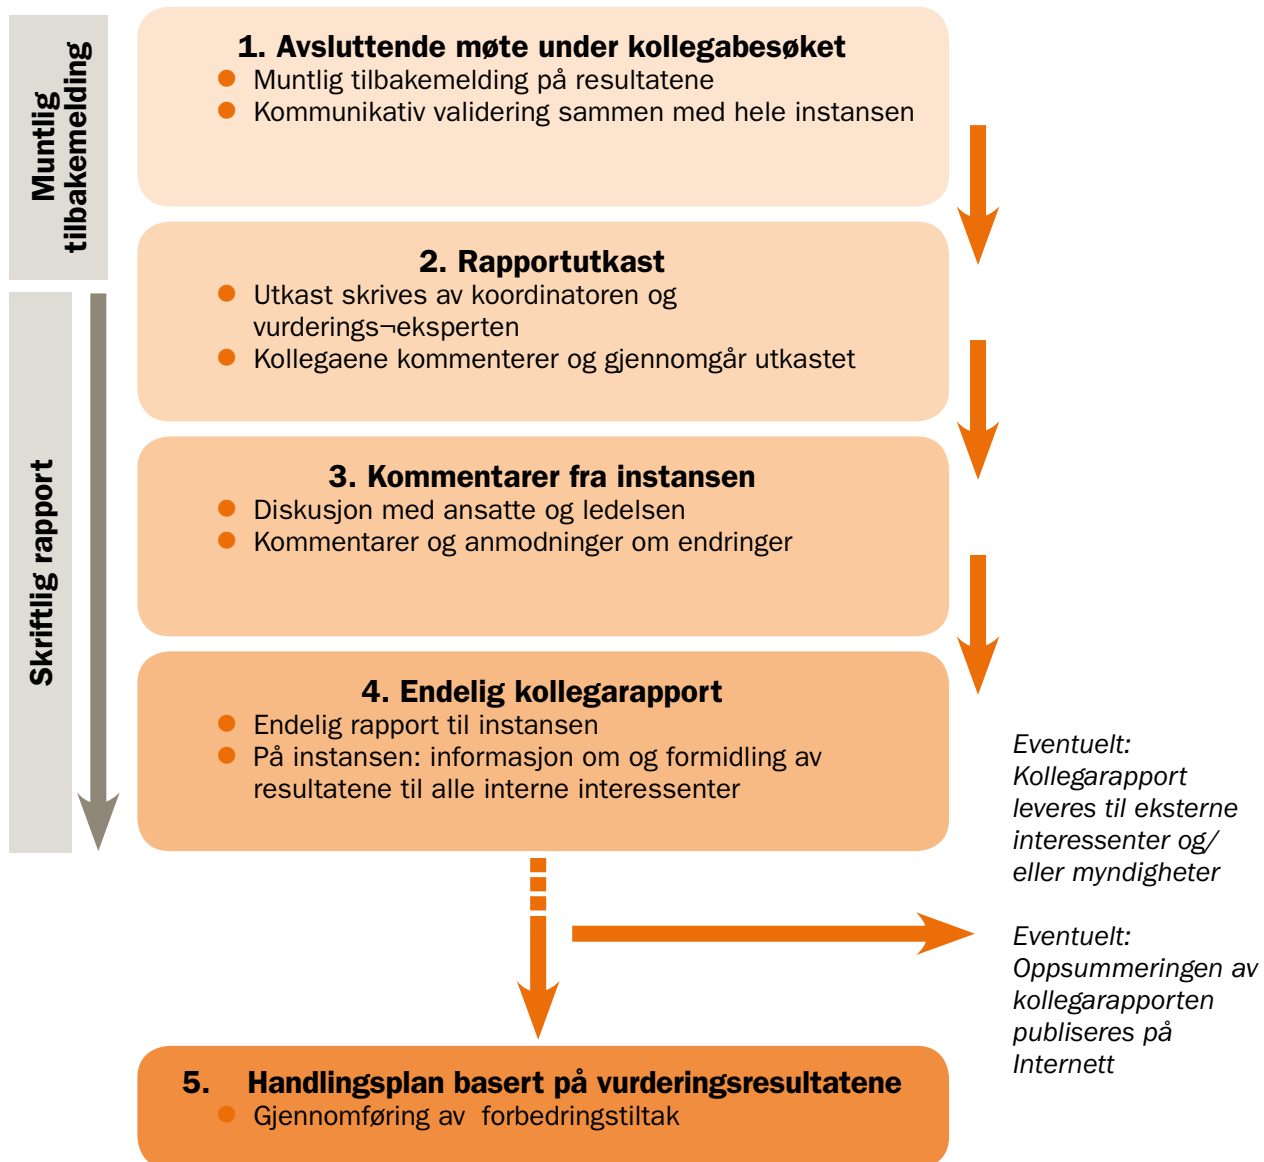 Muntlig
tilbakemelding
1. Avsluttende møte under kollegabesøket
● Muntlig tilbakemelding på resultatene
● Kommunikativ validering sammen med hele instansen
2. Rapportutkast
● Utkast skrives av koordinatoren og
vurderings¬eksperten
● Kollegaene kommenterer og gjennomgår utkastet
Skriftlig rapport
3. Kommentarer fra instansen
● Diskusjon med ansatte og ledelsen
● Kommentarer og anmodninger om endringer
4. Endelig kollegarapport
● Endelig rapport til instansen
● På instansen: informasjon om og formidling av
resultatene til alle interne interessenter
Eventuelt:
Kollegarapport
leveres til eksterne
interessenter og/
eller myndigheter
Eventuelt:
Oppsummeringen av
kollegarapporten
publiseres på
Internett
5. Handlingsplan basert på vurderingsresultatene
● Gjennomføring av forbedringstiltak